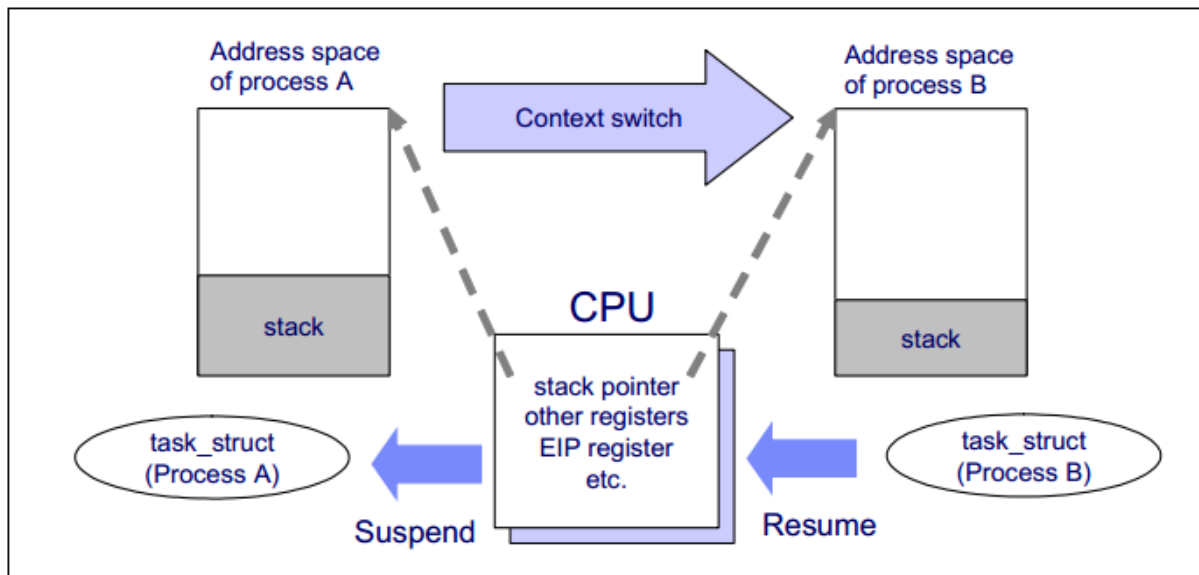 Address space
of process A
Context switch
Address space
of process B
stack
CPU
stack pointer
other registers
EIP register
etc.
stack
task_struct
(Process A)
Suspend
Resume
task_struct
(Process B)